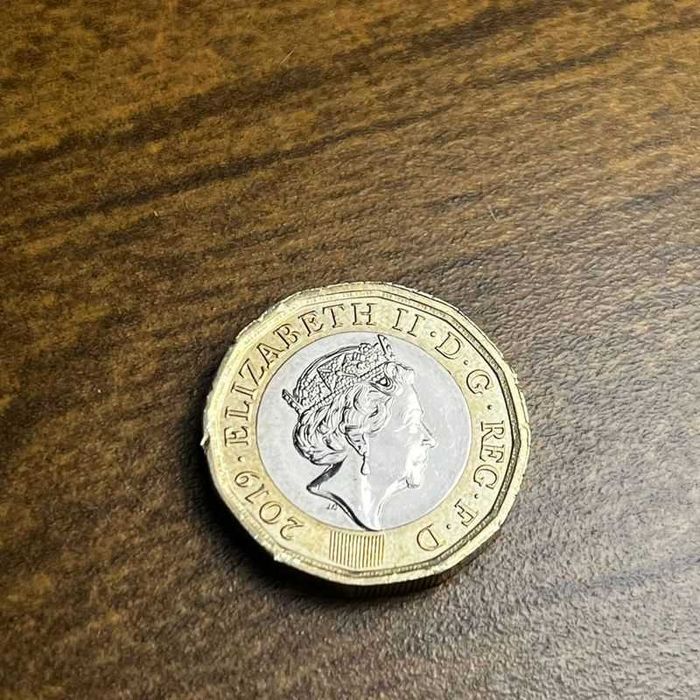 2019 · ELIZABETH II · D · G · REG · F · D